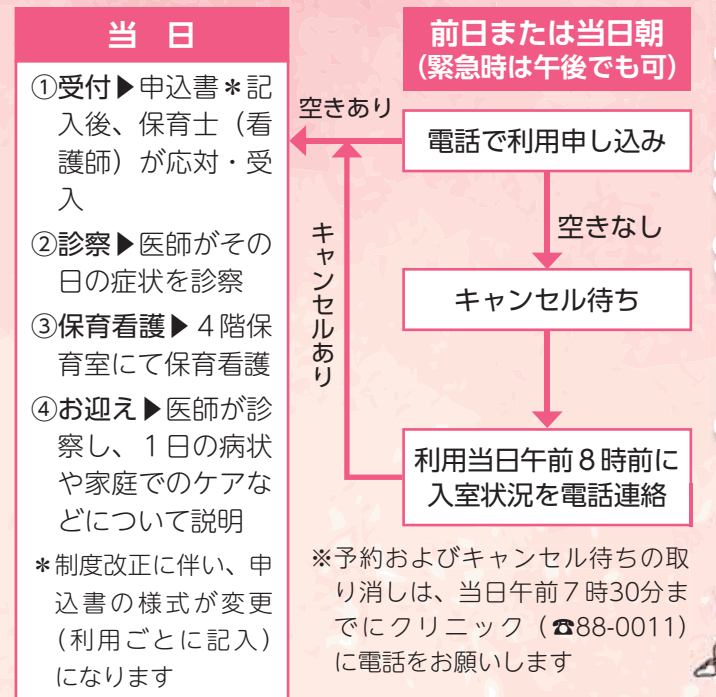 当　日
①受付▶申込書＊記
入後、保育士（看
護師）が応対・受
入
②診察▶医師がその
日の症状を診察
③保育看護▶４階保
育室にて保育看護
④お迎え▶医師が診
察し、１日の病状
や家庭でのケアな
どについて説明
＊制度改正に伴い、申
込書の様式が変更
（利用ごとに記入）
になります
前日または当日朝
（緊急時は午後でも可）
電話で利用申し込み
空きあり
空きなし
キャンセル待ち
キャンセルあり
利用当日午前８時前に
入室状況を電話連絡
※予約およびキャンセル待ちの取
り消しは、当日午前７時30分ま
でにクリニック（☎88-0011）
に電話をお願いします